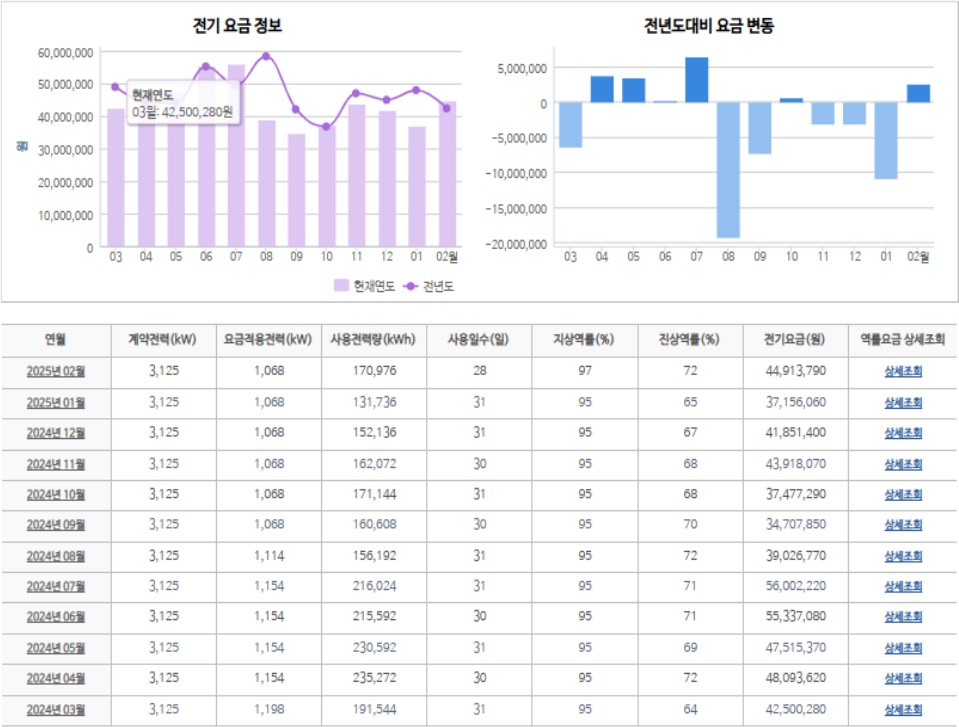 전기 요금 정보
60,000,000
50,000,000
40,000,000
30,000,000
20,000,000
10,000,000
0
원
현재연도
03월: 42,500,280원
03 04 05 06 07 08 09 10 11 12 01 02월
현재연도 전년도
전년도대비 요금 변동
5,000,000
0
-5,000,000
-10,000,000
-15,000,000
-20,000,000
03 04 05 06 07 08 09 10 11 12 01 02월
연월 계약전력(kW) 요금적용전력(kW) 사용전력량(kWh) 사용일수(일) 지상역률(%) 진상역률(%) 전기요금(원) 역률요금 상세조회
2025년 02월 3,125 1,068 170,976 28 97 72 44,913,790 상세조회
2025년 01월 3,125 1,068 131,736 31 95 65 37,156,060 상세조회
2024년 12월 3,125 1,068 152,136 31 95 67 41,851,400 상세조회
2024년 11월 3,125 1,068 162,072 30 95 68 43,918,070 상세조회
2024년 10월 3,125 1,068 171,144 31 95 68 37,477,290 상세조회
2024년 09월 3,125 1,068 160,608 30 95 70 34,707,850 상세조회
2024년 08월 3,125 1,114 156,192 31 95 72 39,026,770 상세조회
2024년 07월 3,125 1,154 216,024 31 95 71 56,002,220 상세조회
2024년 06월 3,125 1,154 215,592 30 95 71 55,337,080 상세조회
2024년 05월 3,125 1,154 230,592 31 95 69 47,515,370 상세조회
2024년 04월 3,125 1,154 235,272 30 95 72 48,093,620 상세조회
2024년 03월 3,125 1,198 191,544 31 95 64 42,500,280 상세조회